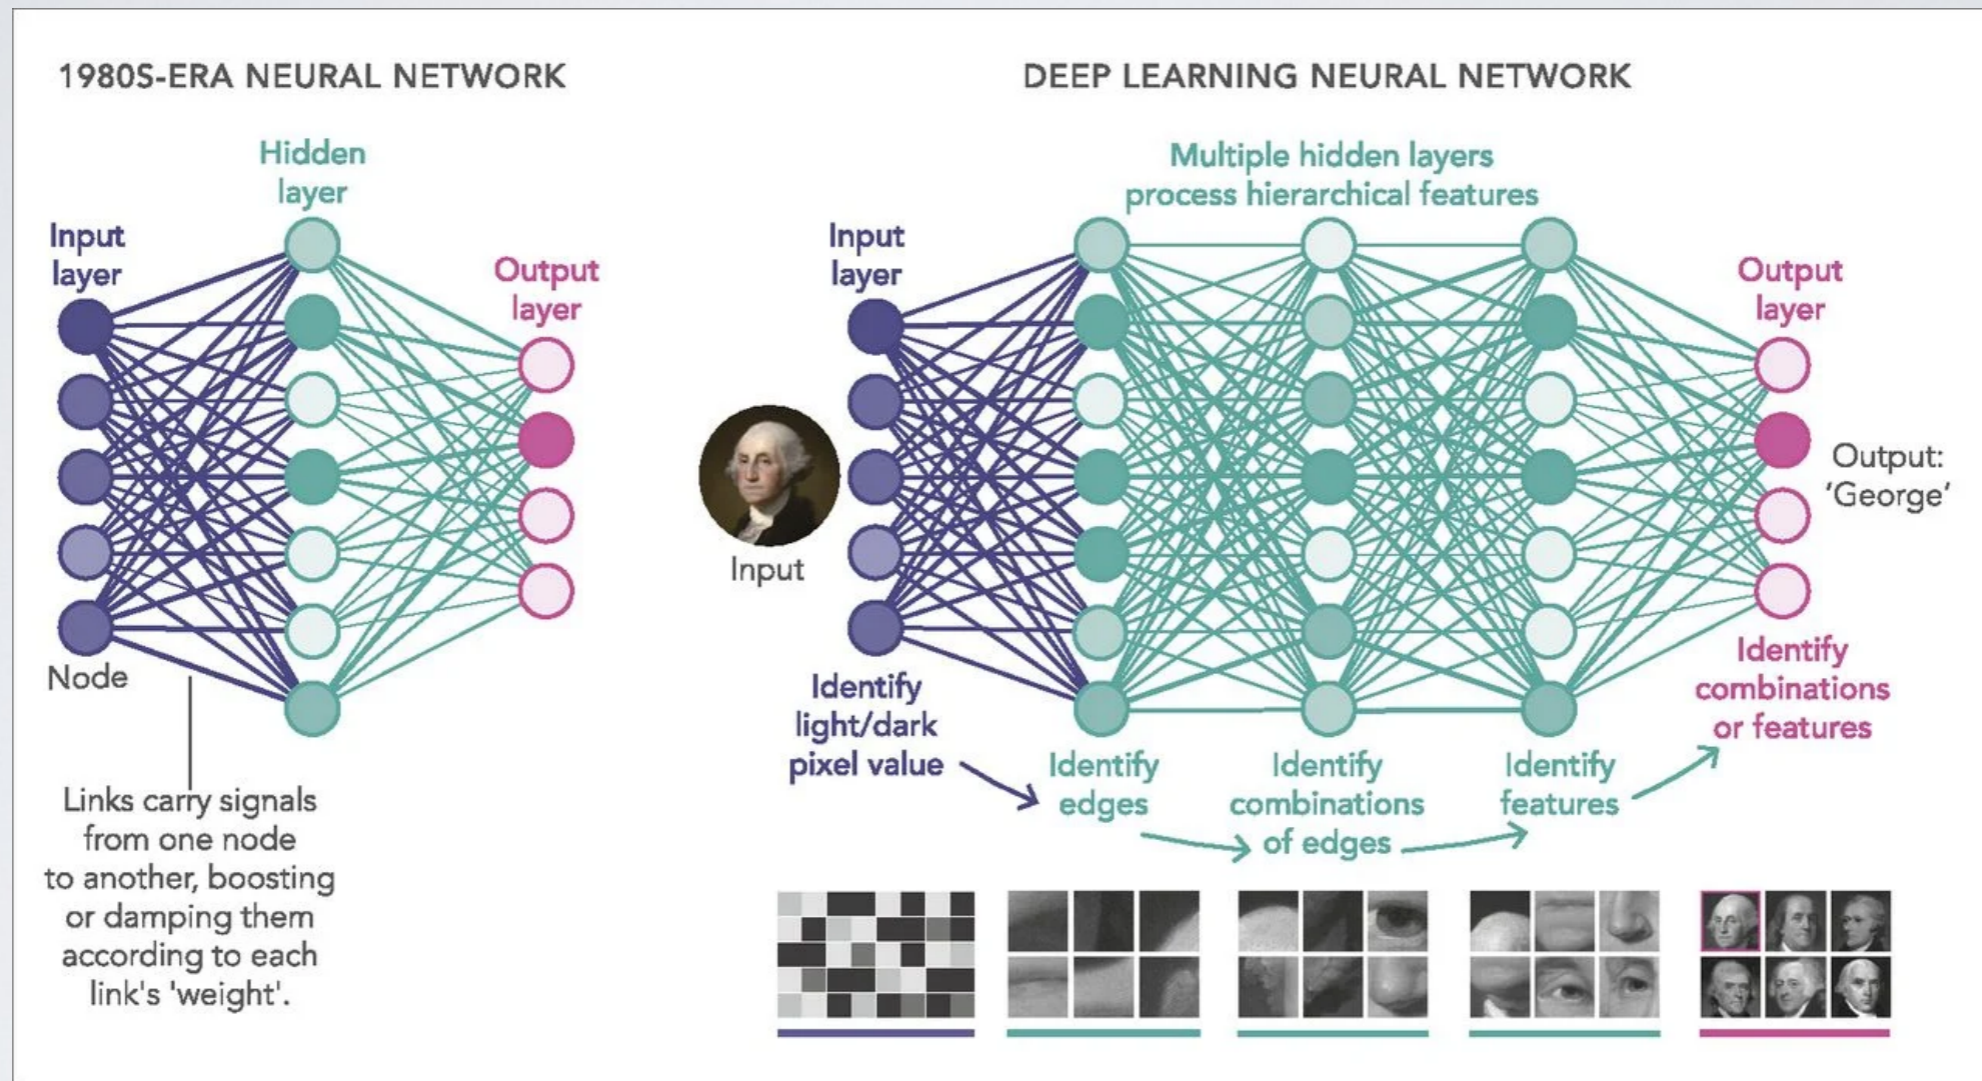 1980S-ERA NEURAL NETWORK
Hidden
layer
Input
layer
Output
layer
Node
Links carry signals
from one node
to another, boosting
or damping them
according to each
link's 'weight'.
DEEP LEARNING NEURAL NETWORK
Multiple hidden layers
process hierarchical features
Input
layer
Output
layer
Input
Output:
'George'
Identify
light/dark
pixel value
Identify
edges
Identify
combinations
of edges
Identify
features
Identify
combinations
or features